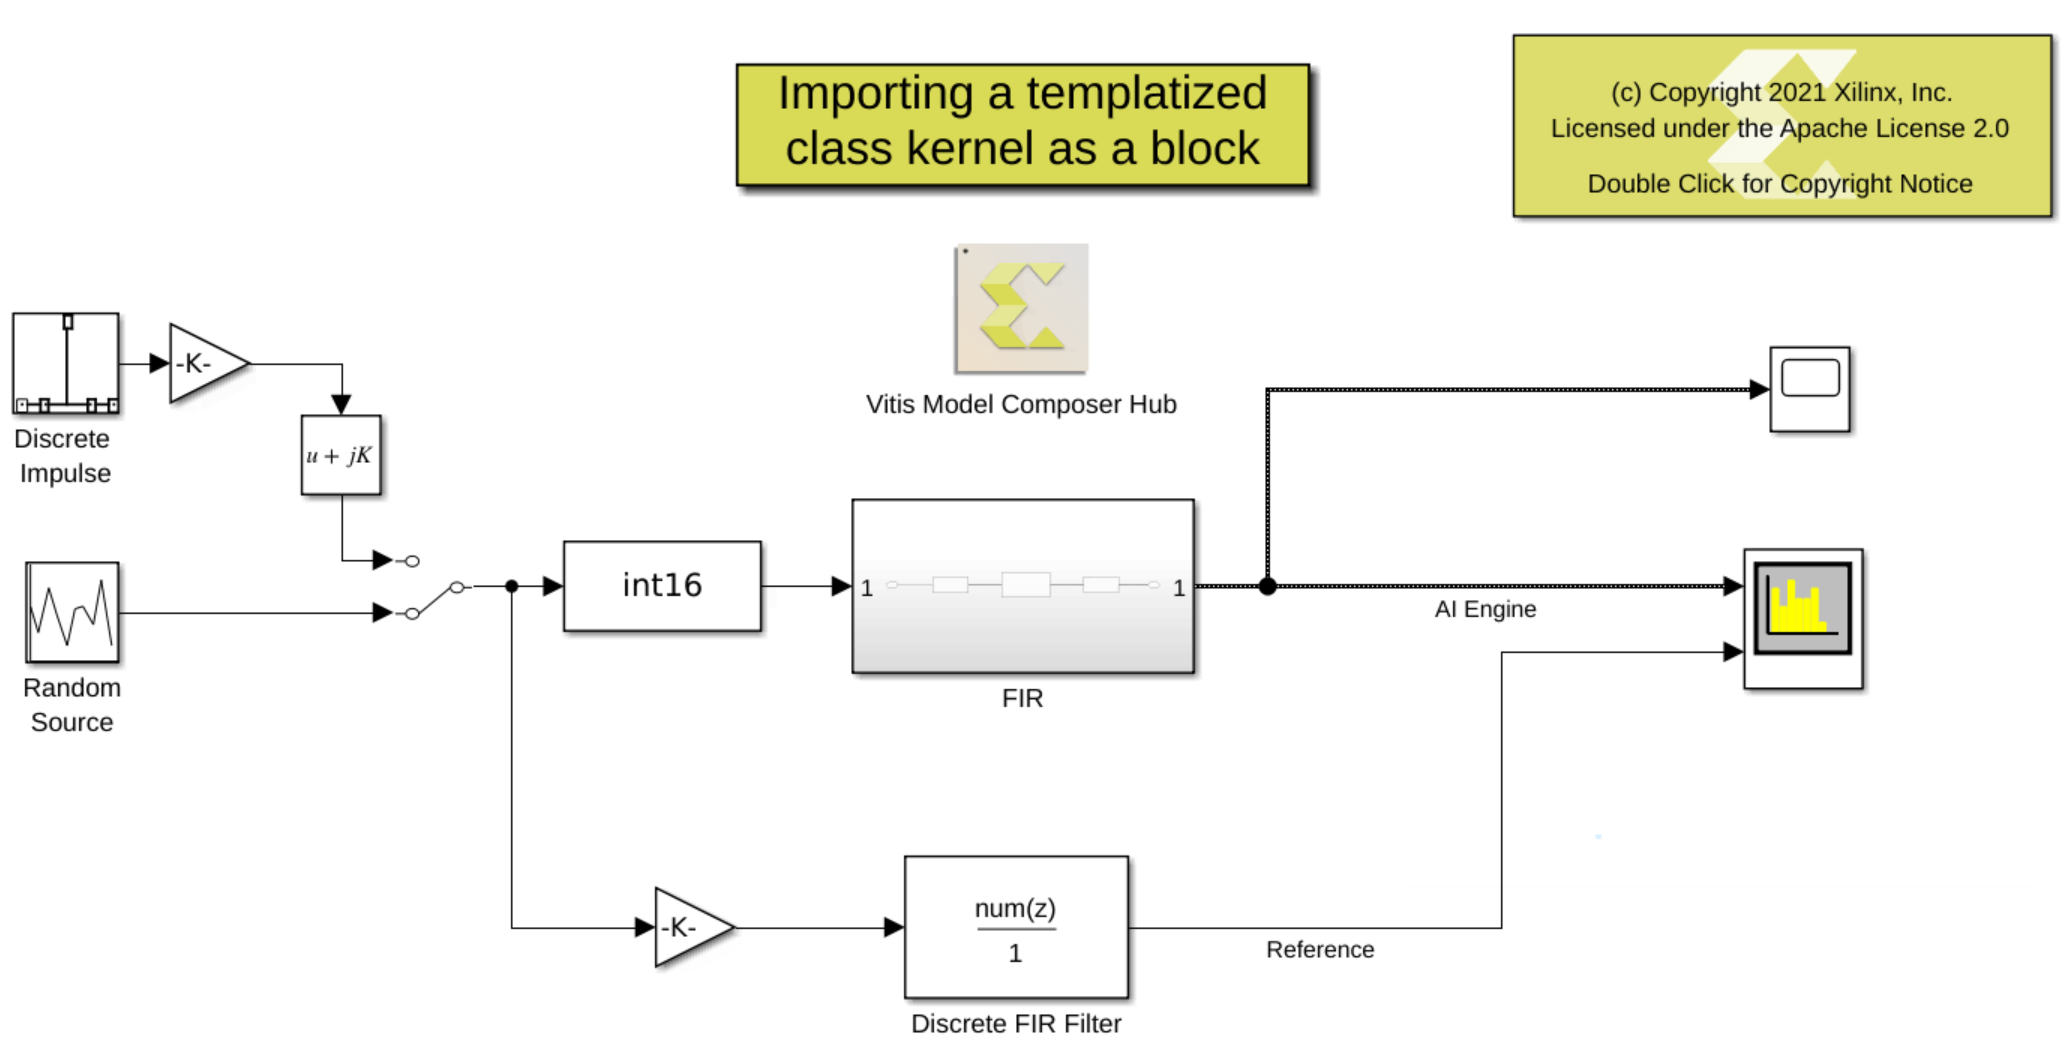 Importing a templatized
class kernel as a block
(c) Copyright 2021 Xilinx, Inc.
Licensed under the Apache License 2.0
Double Click for Copyright Notice
Vitis Model Composer Hub
-K-
Discrete
Impulse
u + jK
Random
Source
int16
1
1
FIR
AI Engine
-K-
num(z)
1
Discrete FIR Filter
Reference